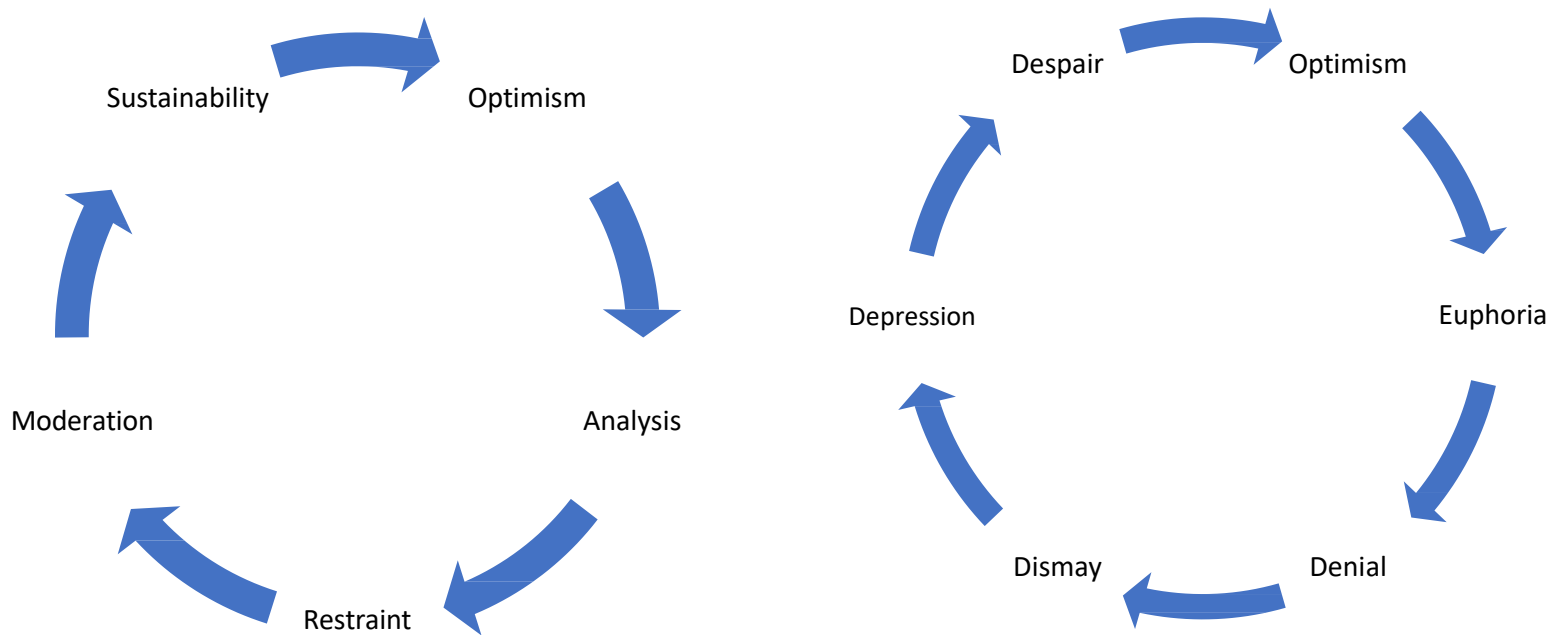 Sustainability
Optimism
Analysis
Restraint
Moderation
Despair
Optimism
Euphoria
Denial
Dismay
Depression